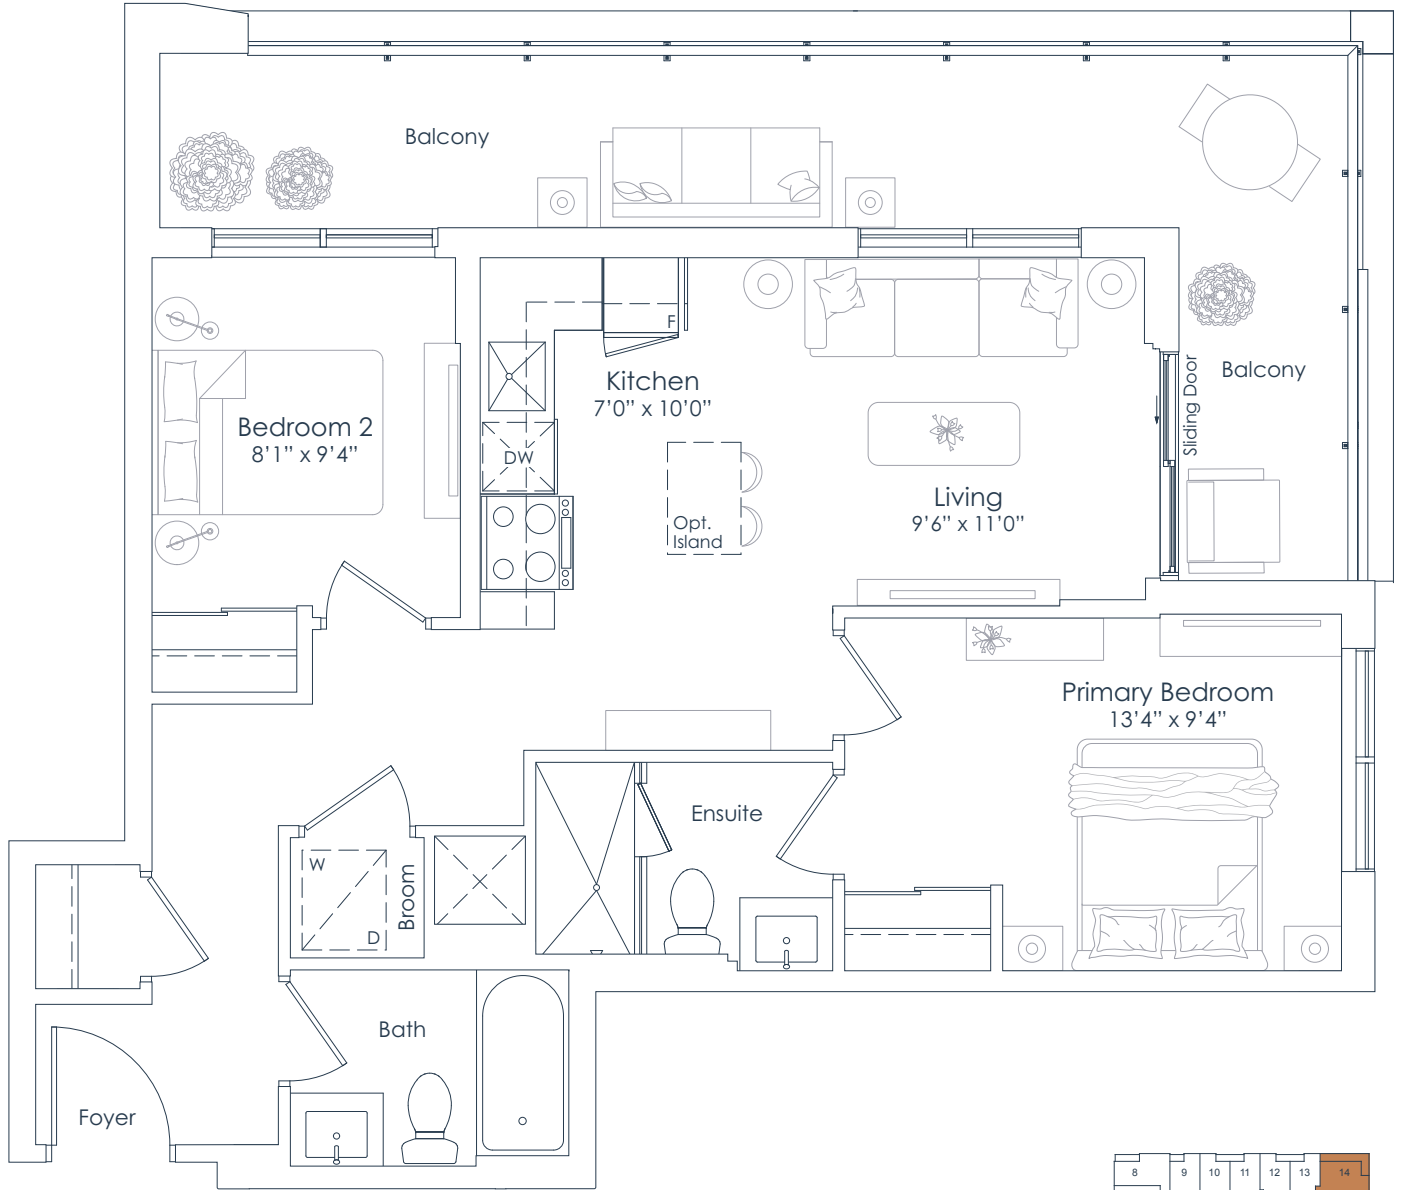 Balcony
F
Kitchen
7’0” x 10’0”
Sliding Door
Balcony
Bedroom 2
8’1” x 9’4”
DW
Living
9’6” x 11’0”
Opt.
Island
Primary Bedroom
13’4” x 9’4”
Ensuite
W
D
Broom
Bath
Foyer
8 9 10 11 12 13 14